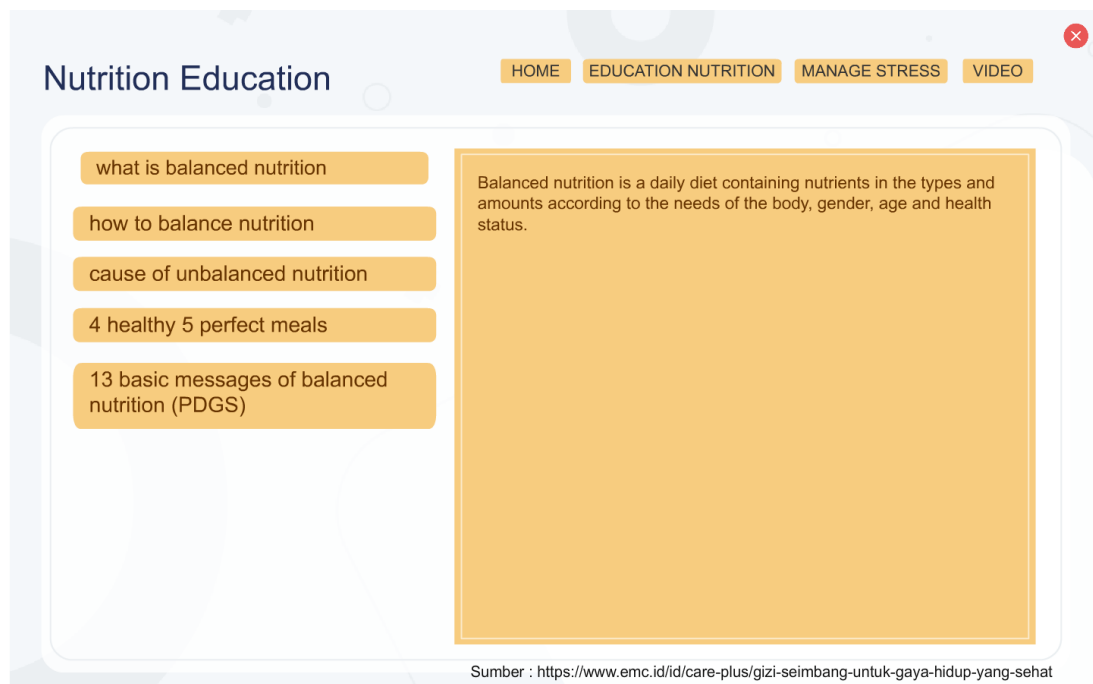 Nutrition Education
HOME
EDUCATION NUTRITION
MANAGE STRESS
VIDEO
what is balanced nutrition
how to balance nutrition
cause of unbalanced nutrition
4 healthy 5 perfect meals
13 basic messages of balanced
nutrition (PDGS)
Balanced nutrition is a daily diet containing nutrients in the types and
amounts according to the needs of the body, gender, age and health
status.
Sumber : https://www.emc.id/id/care-plus/gizi-seimbang-untuk-gaya-hidup-yang-sehat